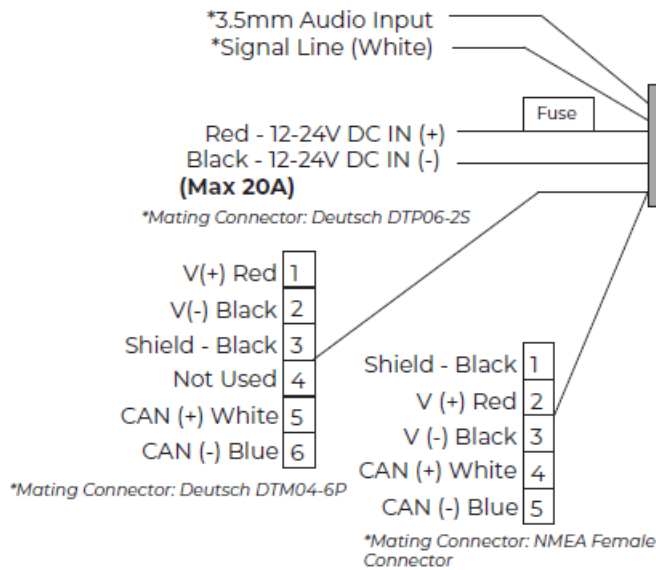 *3.5mm Audio Input
*Signal Line (White)
Fuse
Red - 12-24V DC IN (+)
Black - 12-24V DC IN (-)
(Max 20A)
*Mating Connector: Deutsch DTP06-2S
V(+) Red 1
V(-) Black 2
Shield - Black 3
Not Used 4
CAN (+) White 5
CAN (-) Blue 6
*Mating Connector: Deutsch DTM04-6P
Shield - Black 1
V (+) Red 2
V (-) Black 3
CAN (+) White 4
CAN (-) Blue 5
*Mating Connector: NMEA Female
Connector